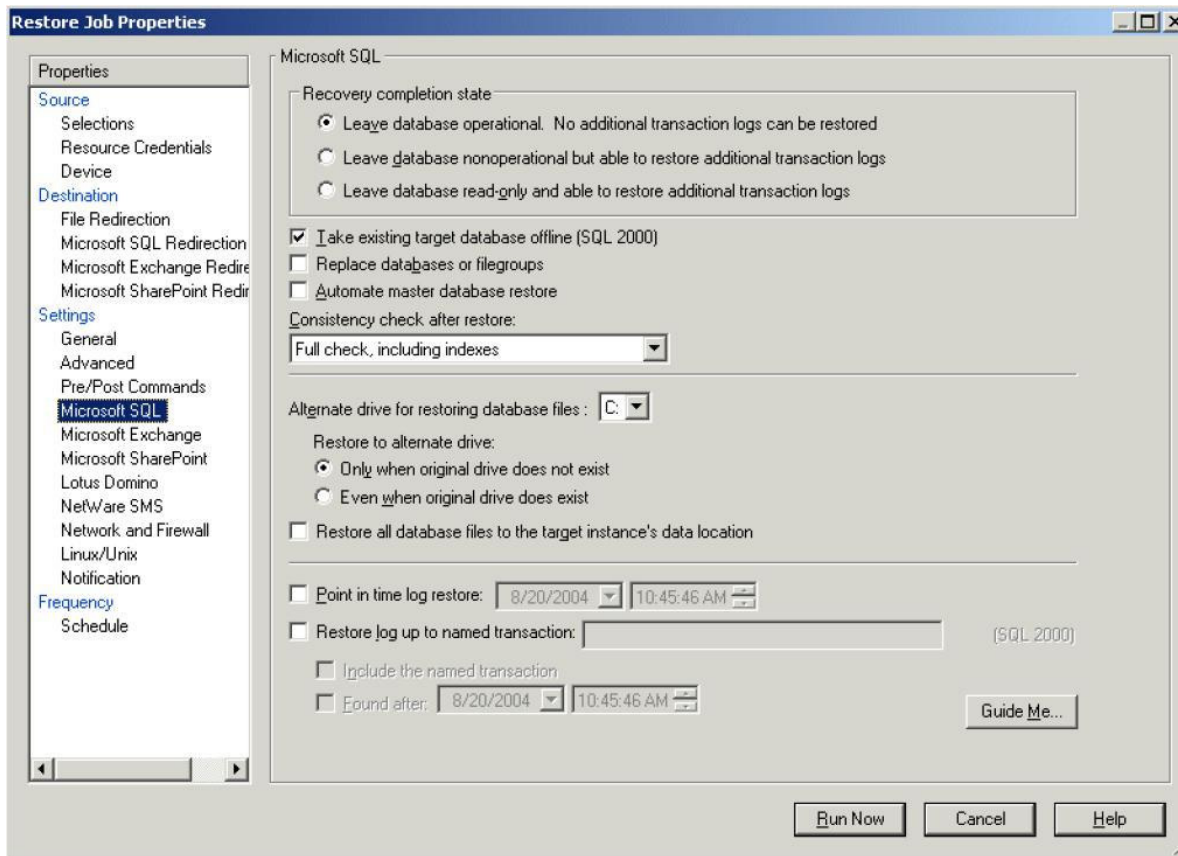 Restore Job Properties
Properties
Source
Selections
Resource Credentials
Device
Destination
File Redirection
Microsoft SQL Redirection
Microsoft Exchange Redire
Microsoft SharePoint Redir
Settings
General
Advanced
Pre/Post Commands
Microsoft SQL
Microsoft Exchange
Microsoft SharePoint
Lotus Domino
NetWare SMS
Network and Firewall
Linux/Unix
Notification
Frequency
Schedule
Microsoft SQL
Recovery completion state
Leave database operational. No additional transaction logs can be restored
Leave database nonoperational but able to restore additional transaction logs
Leave database read-only and able to restore additional transaction logs
Take existing target database offline (SQL 2000)
Replace databases or filegroups
Automate master database restore
Consistency check after restore:
Full check, including indexes
Alternate drive for restoring database files : C:
Restore to alternate drive:
Only when original drive does not exist
Even when original drive does exist
Restore all database files to the target instance's data location
Point in time log restore: 8/20/2004 10:45:46 AM
Restore log up to named transaction: (SQL 2000)
Include the named transaction
Found after: 8/20/2004 10:45:46 AM
Guide Me...
Run Now Cancel Help